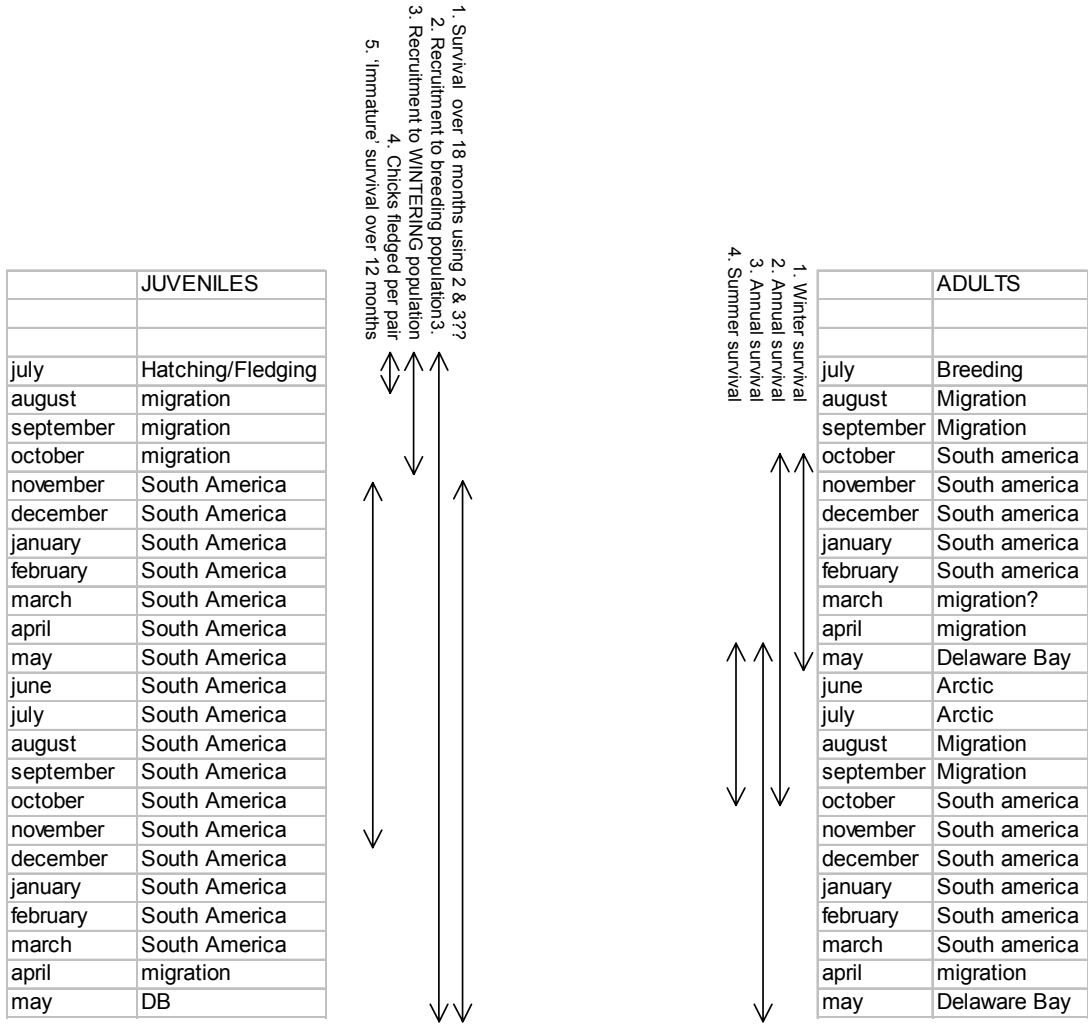 1. Survival over 18 months using 2 & 3??
2. Recruitment to breeding population3.
3. Recruitment to WINTERING population
4. Chicks fledged per pair
5. 'Immature' survival over 12 months
JUVENILES
july Hatching/Fledging
august migration
september migration
october migration
november South America
december South America
january South America
february South America
march South America
april South America
may South America
june South America
july South America
august South America
september South America
october South America
november South America
december South America
january South America
february South America
march South America
april migration
may DB
1. Winter survival
2. Annual survival
3. Annual survival
4. Summer survival
ADULTS
july Breeding
august Migration
september Migration
october South america
november South america
december South america
january South america
february South america
march migration?
april migration
may Delaware Bay
june Arctic
july Arctic
august Migration
september Migration
october South america
november South america
december South america
january South america
february South america
march South america
april migration
may Delaware Bay